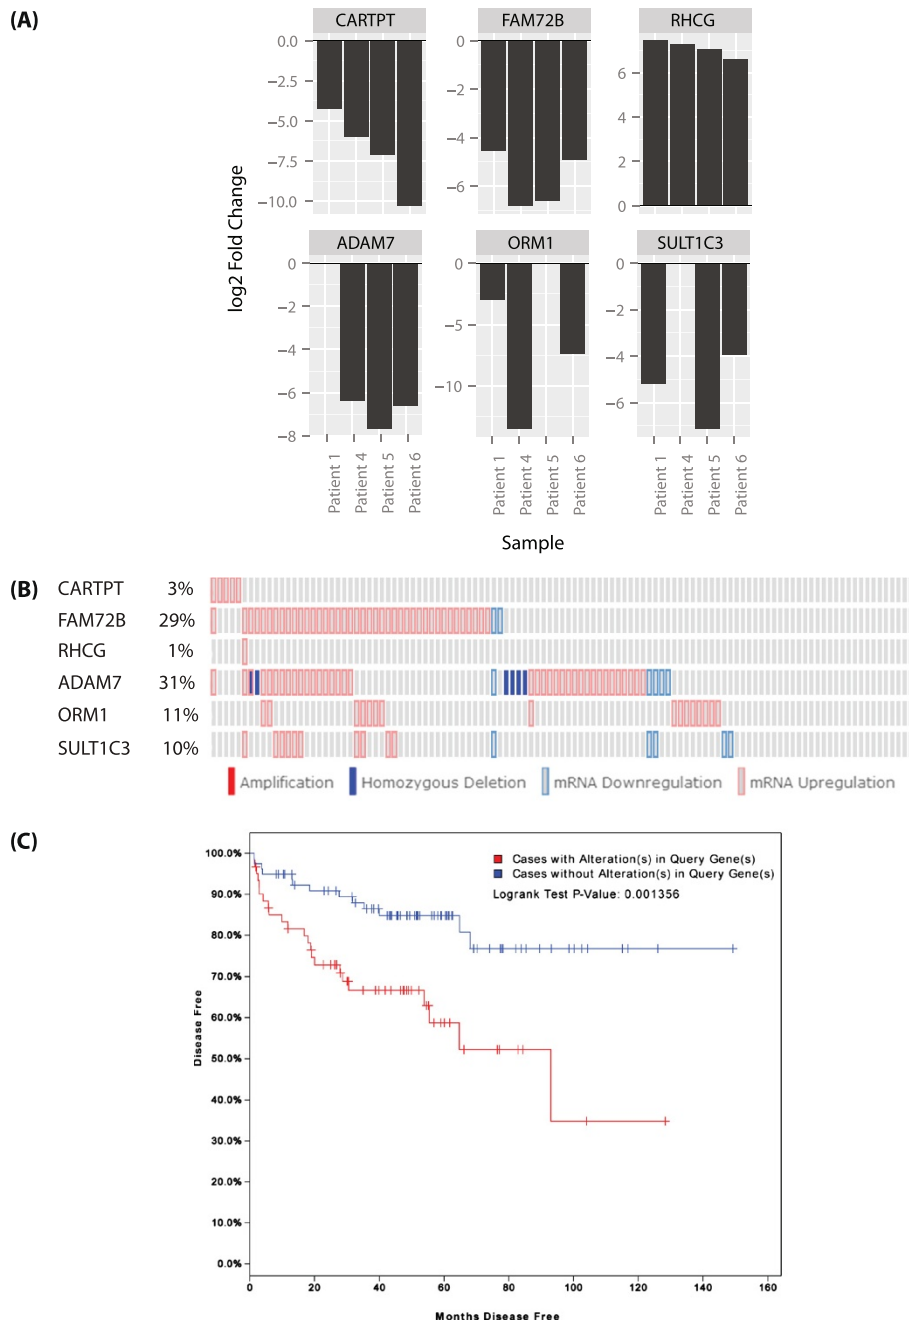 (A)
CARTPT FAM72B RHCG
0.0
−2.5
−5.0
−7.5
−10.0
0
−2
−4
−6
6
4
2
0
log2 Fold Change
ADAM7 ORM1 SULT1C3
0
−2
−4
−6
−8
0
−5
−10
0
−2
−4
−6
Patient 1 Patient 4 Patient 5 Patient 6
Patient 1 Patient 4 Patient 5 Patient 6
Patient 1 Patient 4 Patient 5 Patient 6
Sample
(B)
CARTPT 3%
FAM72B 29%
RHCG 1%
ADAM7 31%
ORM1 11%
SULT1C3 10%
Amplification Homozygous Deletion mRNA Downregulation mRNA Upregulation
(C)
Cases with Alteration(s) in Query Gene(s)
Cases without Alteration(s) in Query Gene(s)
Logrank Test P-Value: 0.001356
100.0%
90.0%
80.0%
70.0%
60.0%
50.0%
40.0%
30.0%
20.0%
10.0%
0.0%
Disease Free
0 20 40 60 80 100 120 140 160
Months Disease Free